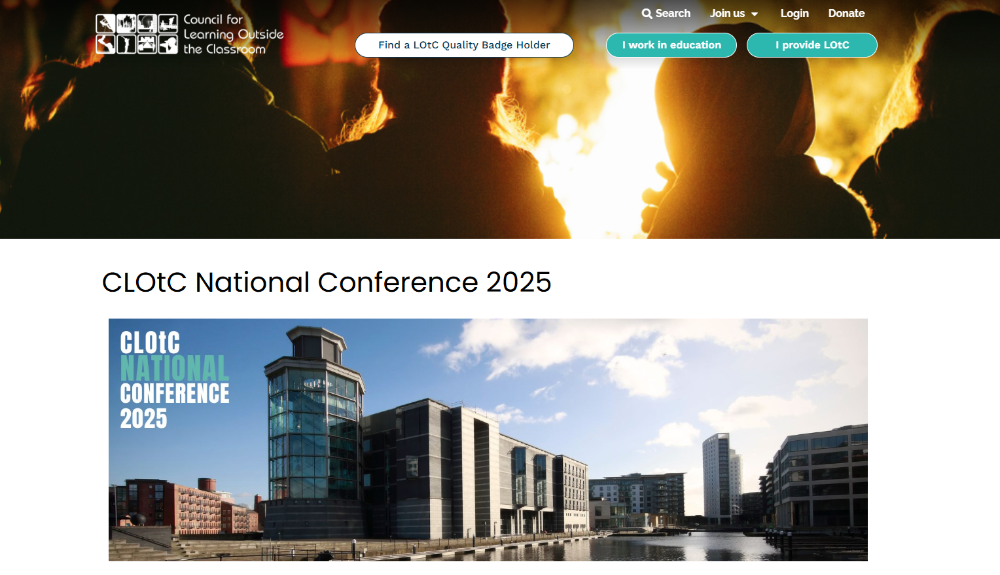 Council for
Learning Outside
the Classroom
Search
Join us
Login
Donate
Find a LOtC Quality Badge Holder
I work in education
I provide LOtC
CLOtC National Conference 2025
CLOtC
NATIONAL
CONFERENCE
2025